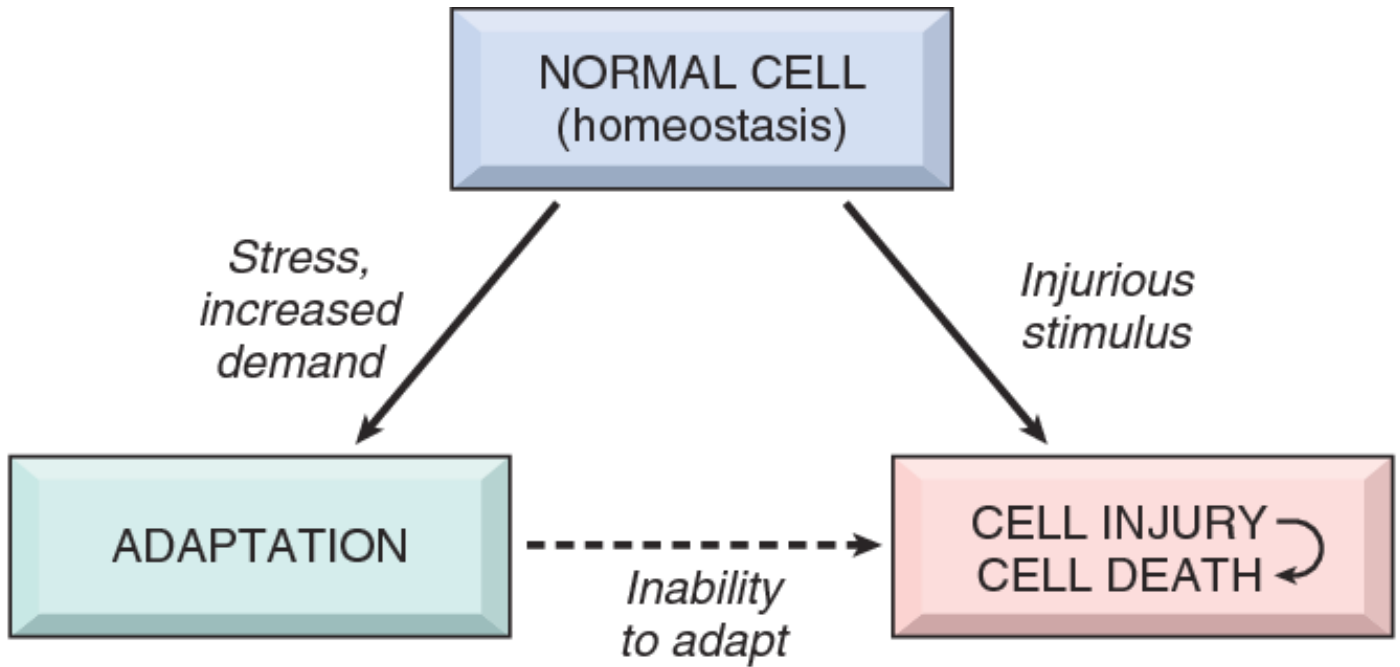 NORMAL CELL
(homeostasis)
Stress,
increased
demand
Injurious
stimulus
ADAPTATION
Inability
to adapt
CELL INJURY
CELL DEATH